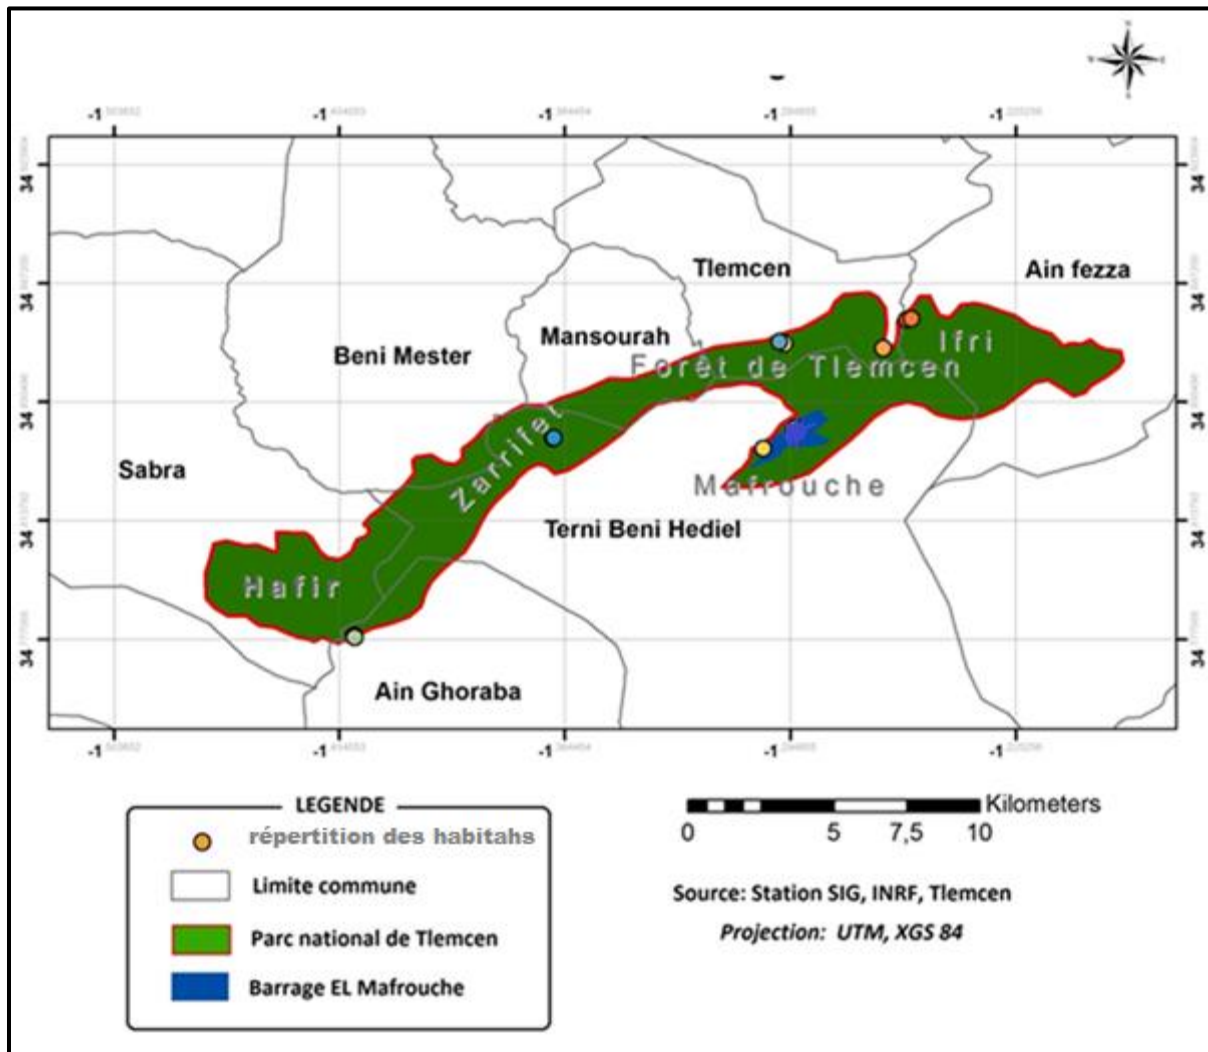 -1 -1 -1 -1 -1
34 34
34 34
34 34
34 34
34 34
Tlemcen
Ain fezza
Mansourah
Ifri
Beni Mester
Forêt de Tlemcen
Zarrifet
Sabra
Mafrouche
Terni Beni Hediel
Hafir
Ain Ghoraba
-1 -1 -1 -1 -1
LEGENDE
répertition des habitahs
Limite commune
Parc national de Tlemcen
Barrage EL Mafrouche
Kilometers
0 5 7,5 10
Source: Station SIG, INRF, Tlemcen
Projection: UTM, XGS 84